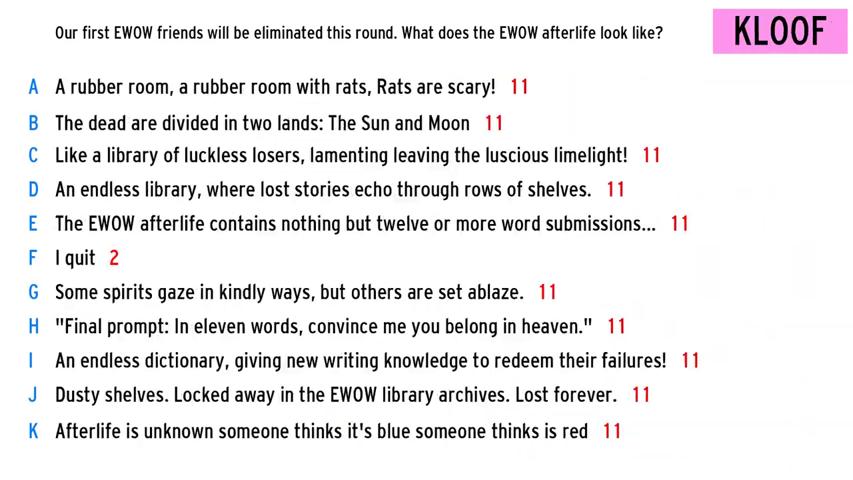 Our first EWOW friends will be eliminated this round. What does the EWOW afterlife look like?
KLOOF
A A rubber room, a rubber room with rats, Rats are scary! 11
B The dead are divided in two lands: The Sun and Moon 11
C Like a library of luckless losers, lamenting leaving the luscious limelight! 11
D An endless library, where lost stories echo through rows of shelves. 11
E The EWOW afterlife contains nothing but twelve or more word submissions... 11
F I quit 2
G Some spirits gaze in kindly ways, but others are set ablaze. 11
H "Final prompt: In eleven words, convince me you belong in heaven." 11
I An endless dictionary, giving new writing knowledge to redeem their failures! 11
J Dusty shelves. Locked away in the EWOW library archives. Lost forever. 11
K Afterlife is unknown someone thinks it's blue someone thinks is red 11